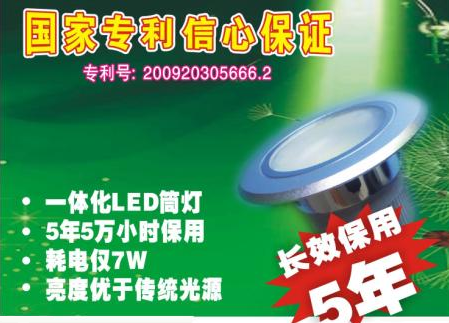 国家专利信心保证
专利号: 200920305666.2
• 一体化LED筒灯
• 5年5万小时保用
• 耗电仅7W
• 亮度优于传统光源
长效保用
5年